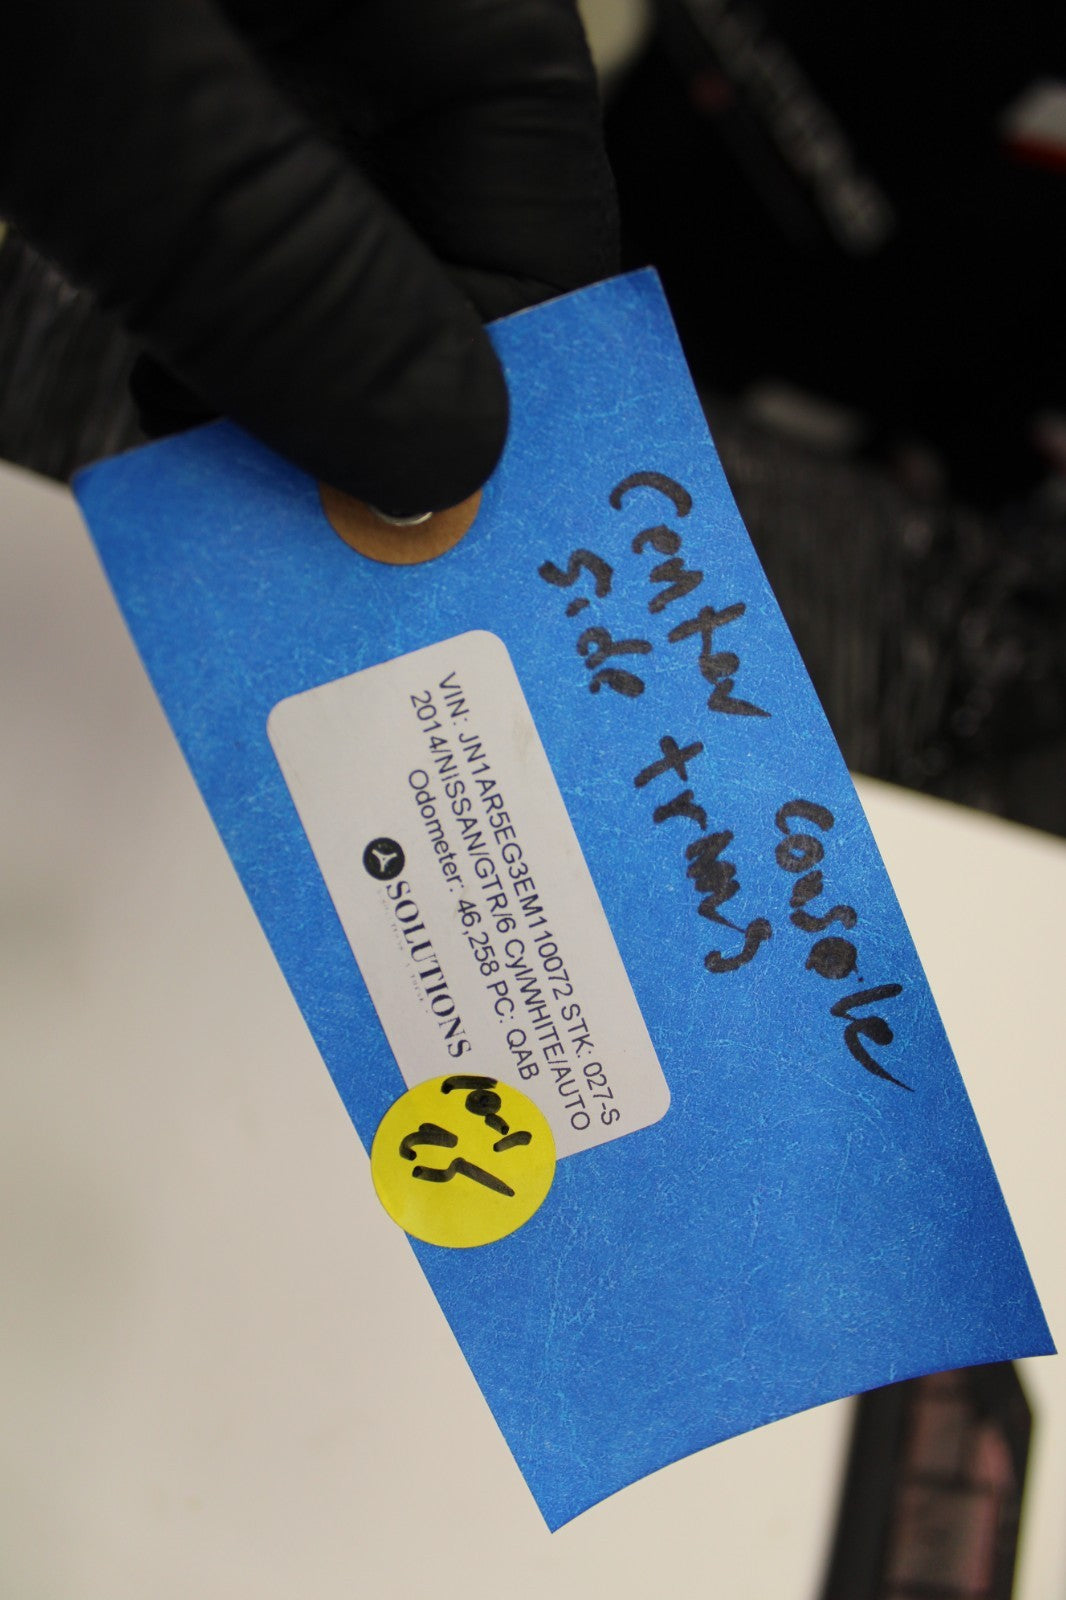 Center Console
Side trims
VIN: JN1AR5EG3EM110072 STK: 027-S
2014/NISSAN/GTR/6 Cyl/WHITE/AUTO
Odometer: 46,258 PC: QAB
SOLUTIONS